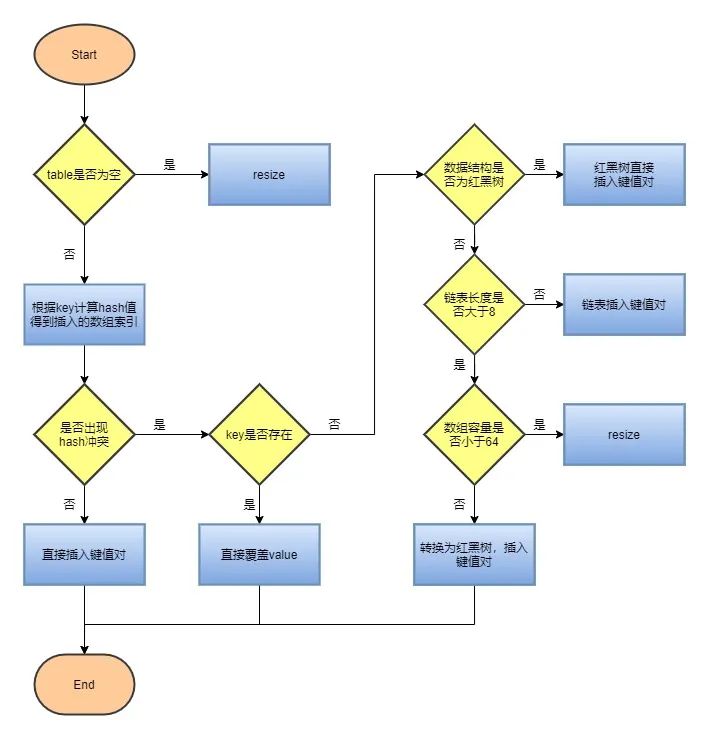 Start
table是否为空
是
resize
否
根据key计算hash值
得到插入的数组索引
是否出现
hash冲突
是
key是否存在
否
否
直接插入键值对
是
直接覆盖value
数据结构是
否为红黑树
是
红黑树直接
插入键值对
否
链表长度是
否大于8
否
链表插入键值对
是
数组容量是
否小于64
是
resize
否
转换为红黑树，插入
键值对
End